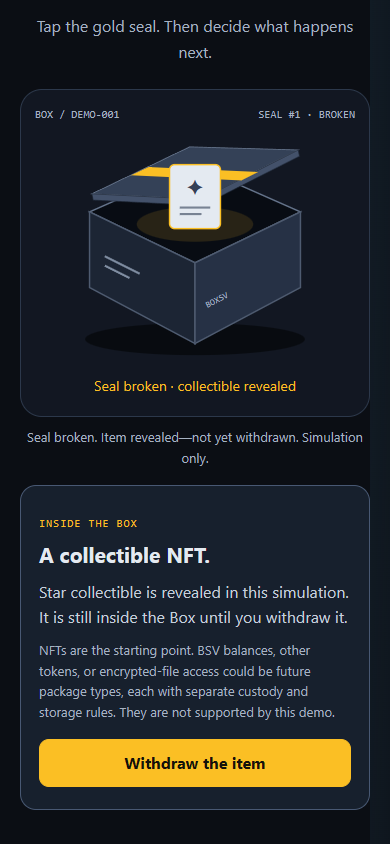 Tap the gold seal. Then decide what happens
next.
BOX / DEMO-001
SEAL #1 · BROKEN
BOXSV
Seal broken · collectible revealed
Seal broken. Item revealed—not yet withdrawn. Simulation
only.
INSIDE THE BOX
A collectible NFT.
Star collectible is revealed in this simulation.
It is still inside the Box until you withdraw it.
NFTs are the starting point. BSV balances, other
tokens, or encrypted-file access could be future
package types, each with separate custody and
storage rules. They are not supported by this demo.
Withdraw the item